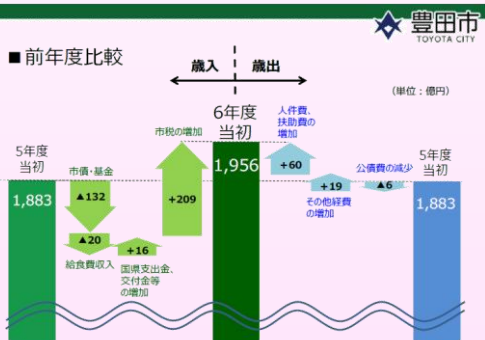 豊田市
TOYOTA CITY
■前年度比較
歳入
歳出
(単位:億円)
5年度
当初
1,883
市債・基金
▲132
▲20
給食費収入
+16
国県支出金、
交付金等
の増加
市税の増加
+209
6年度
当初
1,956
人件費、
扶助費の
増加
+60
+19
その他経費
の増加
公債費の減少
▲6
5年度
当初
1,883